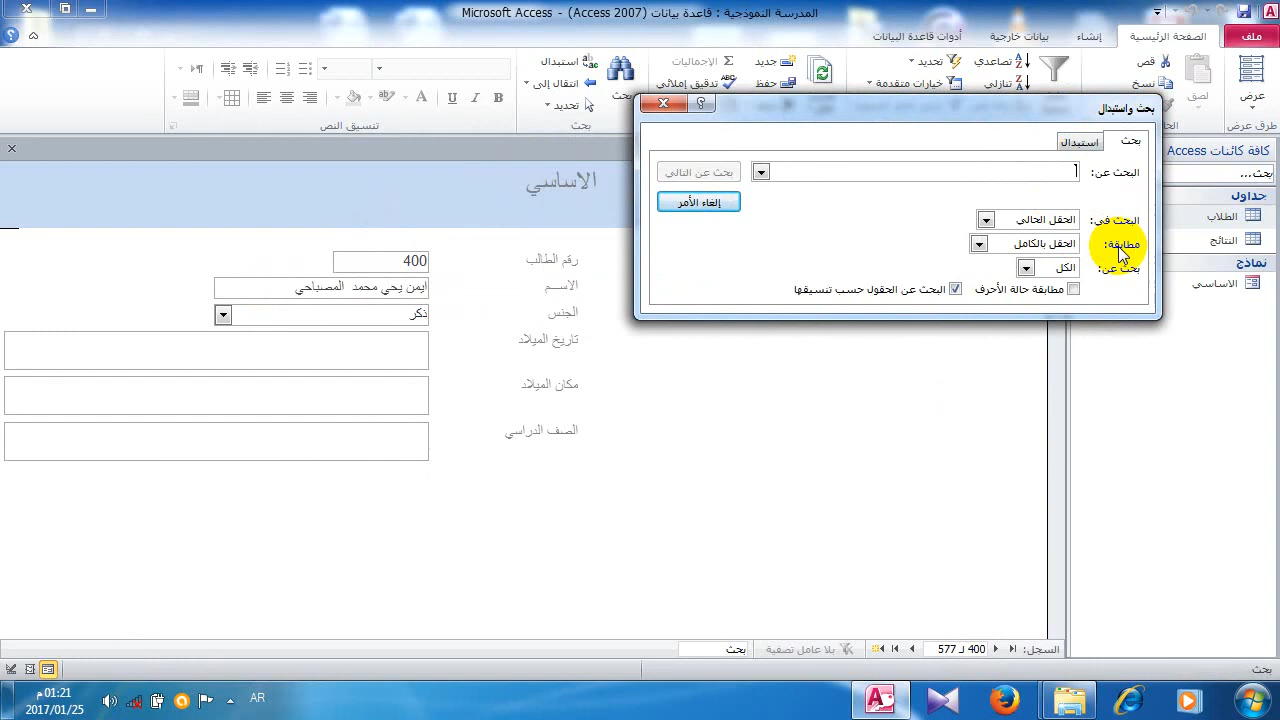 المدرسة النموذجية : قاعدة بيانات (Access 2007) - Microsoft Access
ملف
الصفحة الرئيسية
إنشاء
بيانات خارجية
أدوات قاعدة البيانات
عرض
طرق عرض
لصق
قص
نسخ
تصاعدي
تنازلي
تحديد
خيارات متقدمة
جديد
حفظ
الإجماليات
تدقيق إملائي
بحث
استبدال
انتقال إلى
تحديد
بحث
تنسيق النص
بحث واستبدال
بحث
استبدال
البحث عن:
بحث عن التالي
إلغاء الأمر
البحث في:
الحقل الحالي
مطابقة:
الحقل بالكامل
بحث عن:
الكل
مطابقة حالة الأحرف
البحث عن الحقول حسب تنسيقها
كافة كائنات Access
بحث...
جداول
الطلاب
النتائج
نماذج
الاساسي
الاساسي
رقم الطالب
400
الاسم
ايمن يحي محمد المصباحي
الجنس
ذكر
تاريخ الميلاد
مكان الميلاد
الصف الدراسي
السجل:
400 لـ 577
بلا عامل تصفية
بحث
بحث
AR
01:21 م
2017/01/25